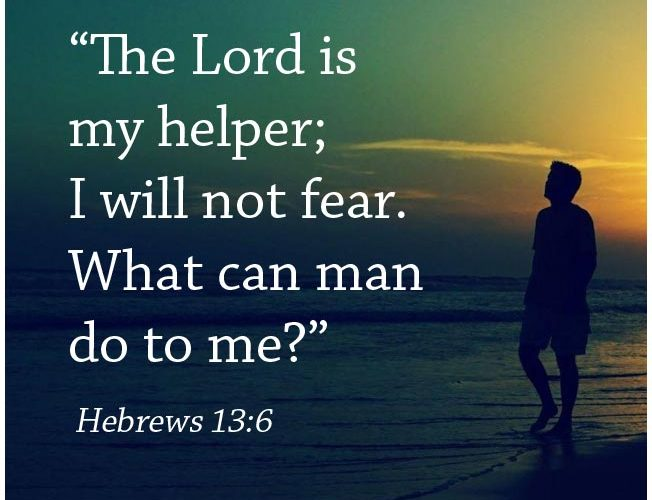 “The Lord is
my helper;
I will not fear.
What can man
do to me?”
Hebrews 13:6